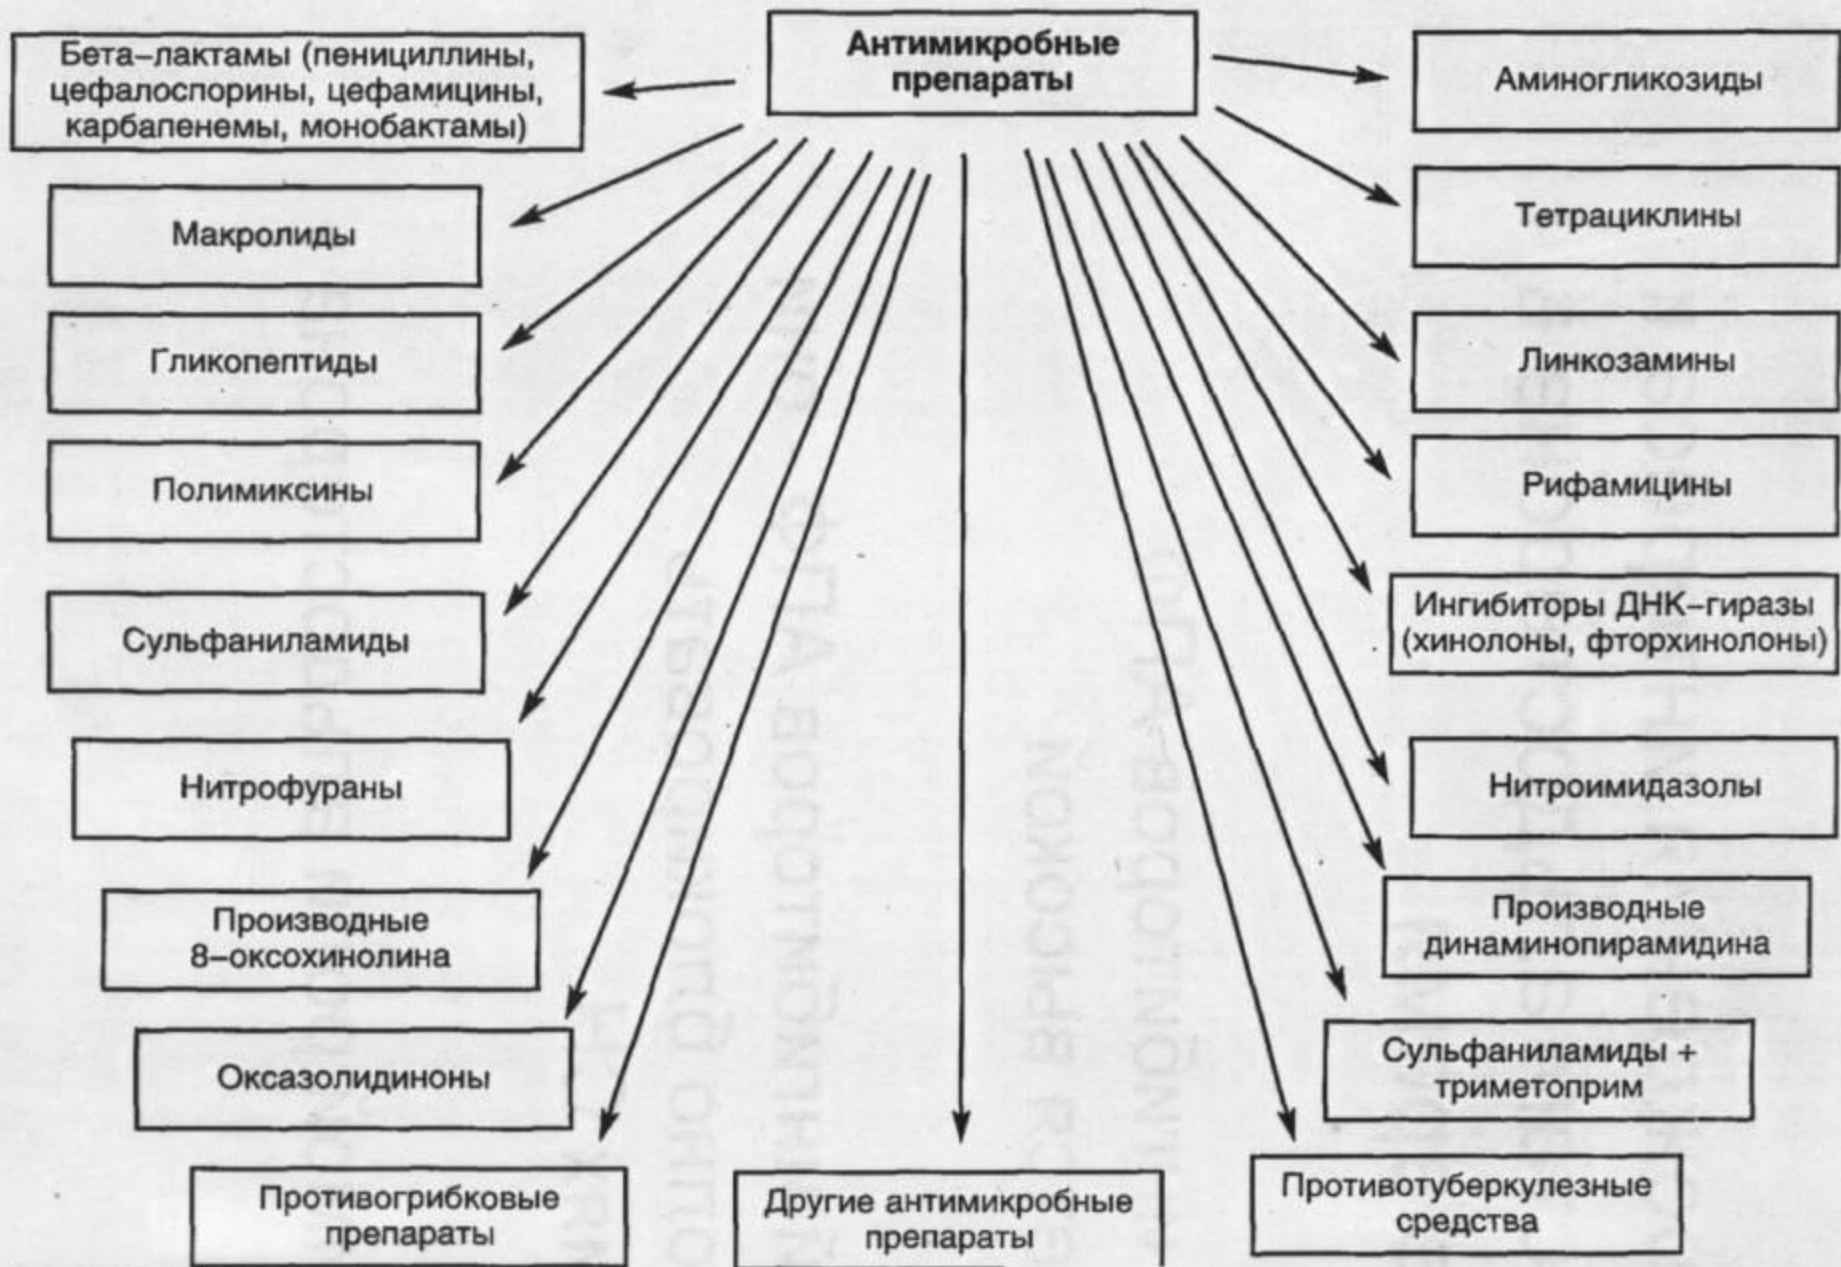 Антимикробные
препараты
Бета–лактамы (пенициллины,
цефалоспорины, цефамицины,
карбапенемы, монобактамы)
Макролиды
Гликопептиды
Полимиксины
Сульфаниламиды
Нитрофураны
Производные
8–оксохинолина
Оксазолидиноны
Противогрибковые
препараты
Другие антимикробные
препараты
Аминогликозиды
Тетрациклины
Линкозамины
Рифамицины
Ингибиторы ДНК–гиразы
(хинолоны, фторхинолоны)
Нитроимидазолы
Производные
динаминопирамидина
Сульфаниламиды +
триметоприм
Противотуберкулезные
средства